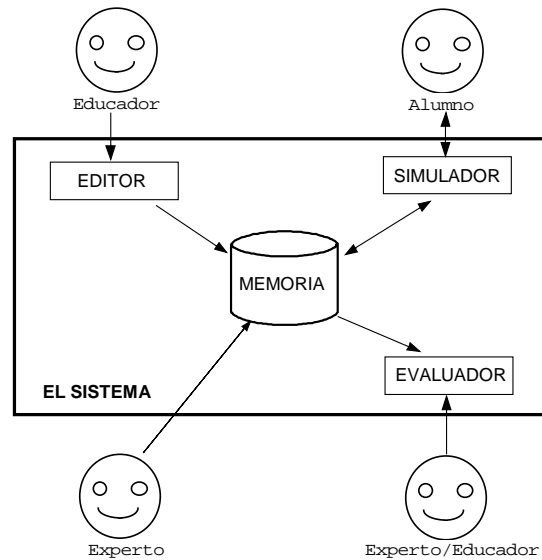 Educador
Alumno
EDITOR
SIMULADOR
MEMORIA
EL SISTEMA
EVALUADOR
Experto
Experto/Educador